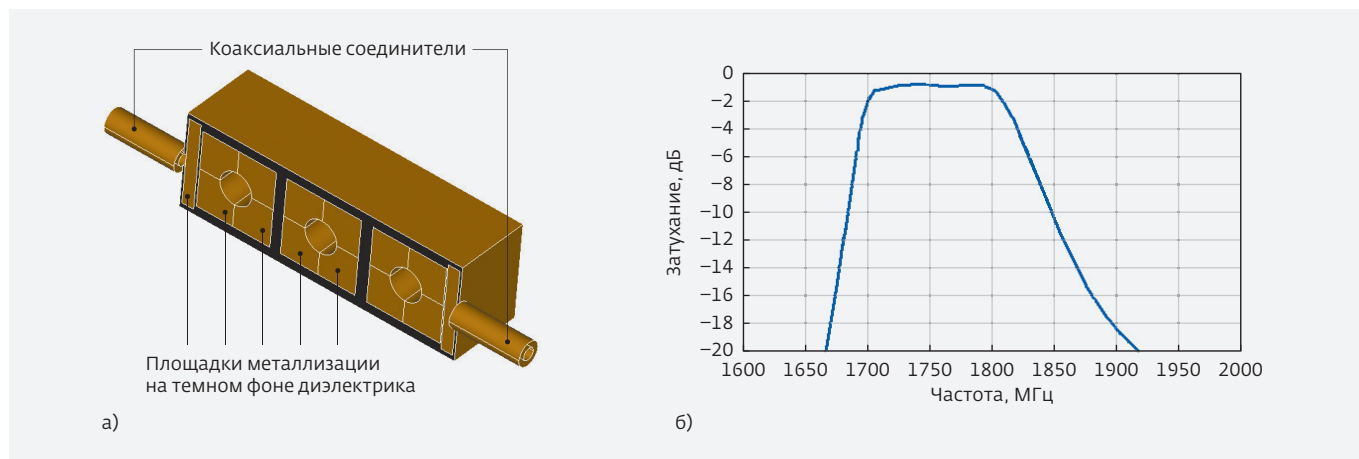 Коаксиальные соединители
Площадки металлизации
на темном фоне диэлектрика
а)
Затухание, дБ
0
−2
−4
−6
−8
−10
−12
−14
−16
−18
−20
1600 1650 1700 1750 1800 1850 1900 1950 2000
Частота, МГц
б)